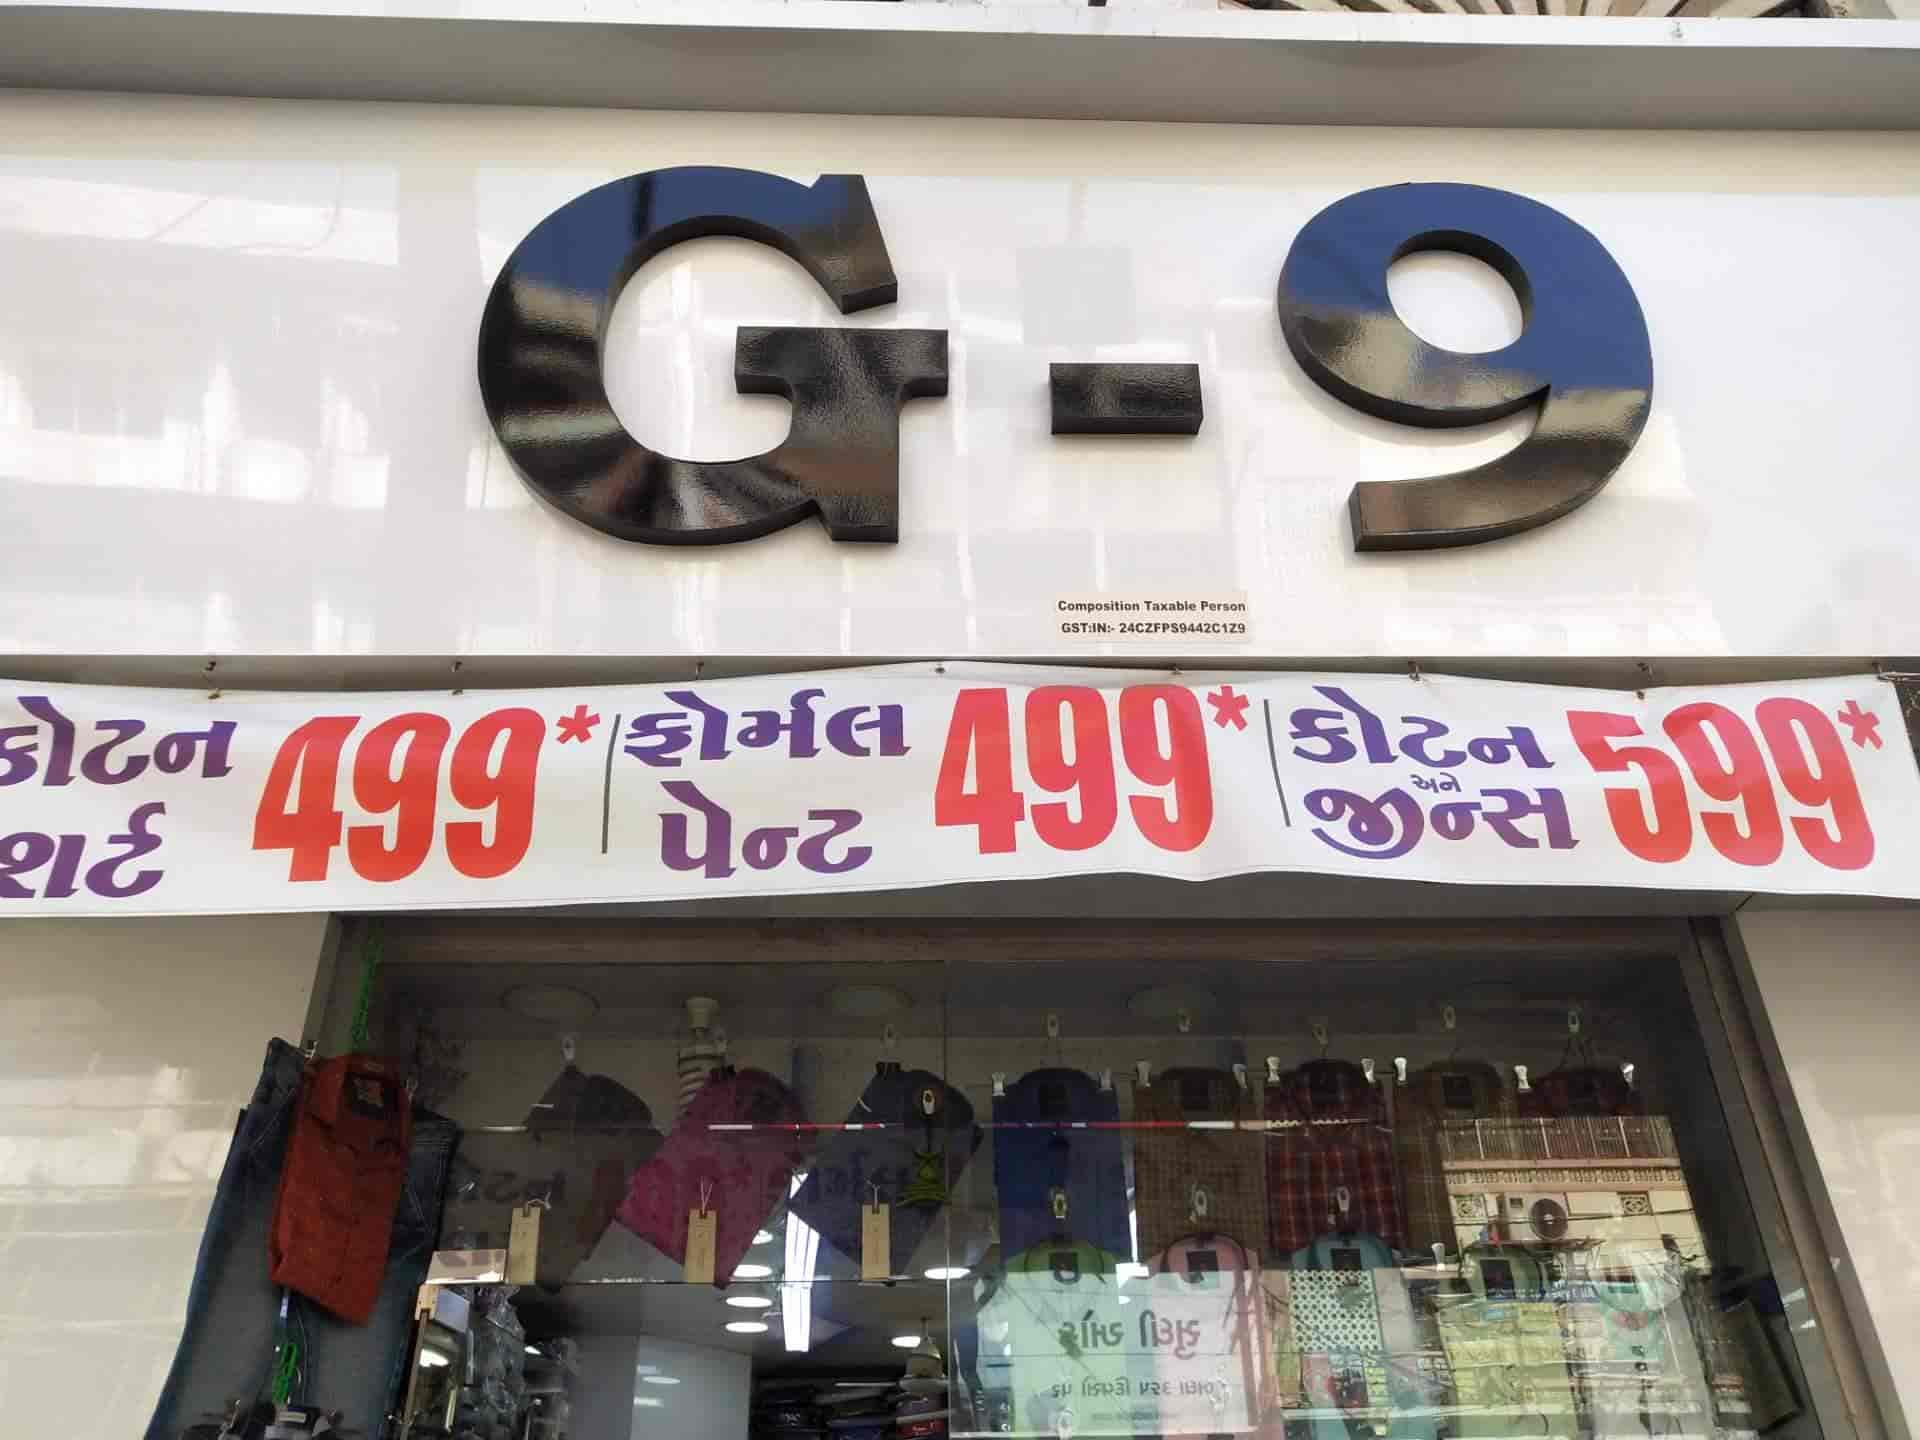 G-9
Composition Taxable Person
GST:IN:- 24CZFPS9442C1Z9
કોટન
શર્ટ
499*
ફોર્મલ
પેન્ટ
499*
કોટન
અને
જીન્સ
599*